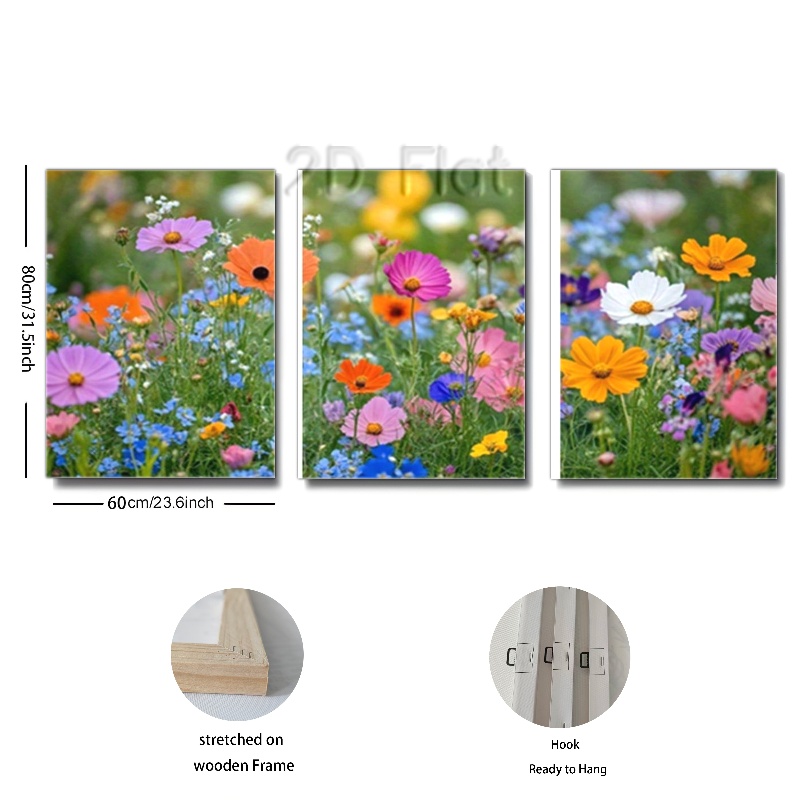 2D Flat
80cm/31.5inch
60cm/23.6inch
stretched on
wooden Frame
Hook
Ready to Hang